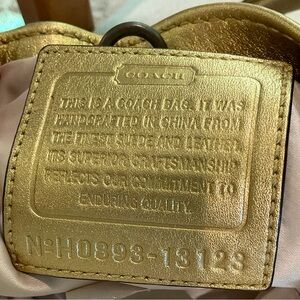 COACH
THIS IS A COACH BAG. IT WAS
HANDCRAFTED IN CHINA FROM
THE FINEST SUEDE AND LEATHER.
ITS SUPERIOR CRAFTSMANSHIP
REFLECTS OUR COMMITMENT TO
ENDURING QUALITY.
Nº H0893-13123